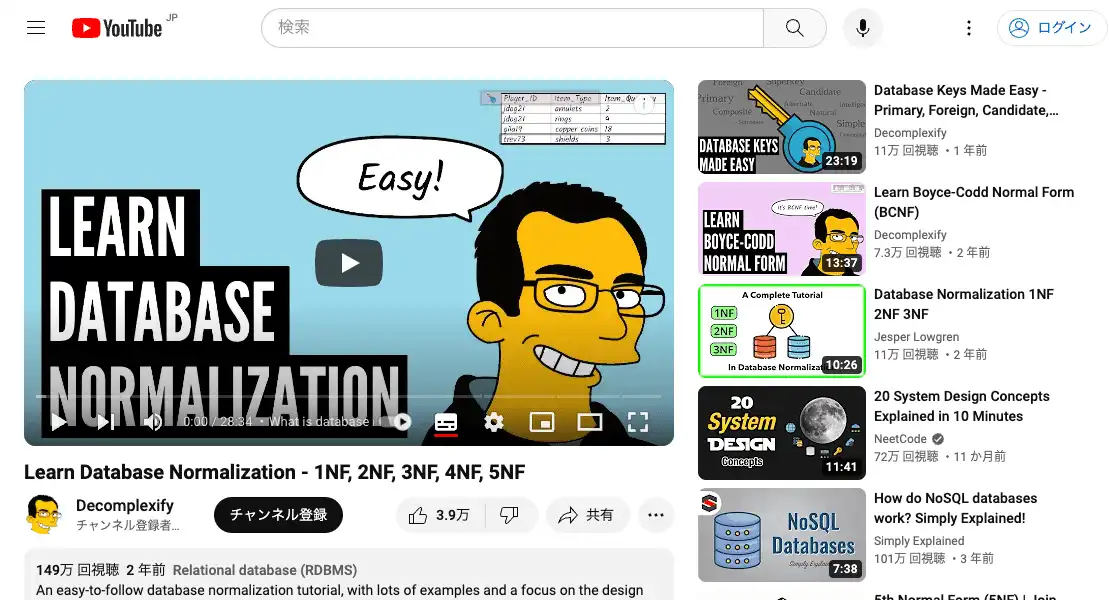 YouTube JP
検索
ログイン
Player_ID Item_Type
jdog21 amulets 2
jdog21 rings 4
gila19 copper coins 18
trev73 shields 3
Easy!
LEARN
DATABASE
NORMALIZATION
0:00 / 28:34 • What is database
Learn Database Normalization - 1NF, 2NF, 3NF, 4NF, 5NF
Decomplexify
チャンネル登録者...
チャンネル登録
3.9万
共有
149万 回視聴 2 年前 Relational database (RDBMS)
An easy-to-follow database normalization tutorial, with lots of examples and a focus on the design
Foreign Superkey
Primary Candidate
Composite Alternate
Natural
Simple
DATABASE KEYS
MADE EASY
23:19
Database Keys Made Easy -
Primary, Foreign, Candidate,...
Decomplexify
11万 回視聴 • 1 年前
It's BCNF time!
LEARN
BOYCE-CODD
NORMAL FORM
13:37
Learn Boyce-Codd Normal Form
(BCNF)
Decomplexify
7.3万 回視聴 • 2 年前
A Complete Tutorial
1NF
2NF
3NF
In Database Normalizat
10:26
Database Normalization 1NF
2NF 3NF
Jesper Lowgren
11万 回視聴 • 2 年前
20
System
DESIGN
Concepts
11:41
20 System Design Concepts
Explained in 10 Minutes
NeetCode
72万 回視聴 • 11 か月前
NoSQL
Databases
Simply
7:38
How do NoSQL databases
work? Simply Explained!
Simply Explained
101万 回視聴 • 3 年前
5th Normal Form (5NF) | Join